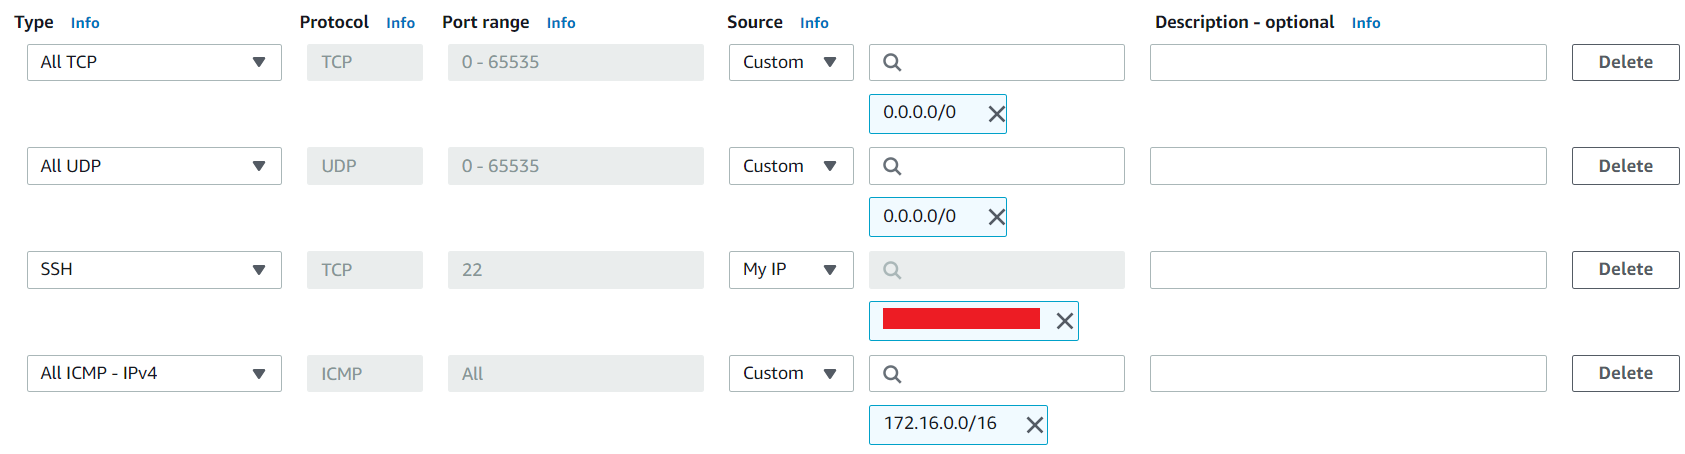 Type Info Protocol Info Port range Info Source Info Description - optional Info
All TCP TCP 0 - 65535 Custom Delete
0.0.0.0/0
All UDP UDP 0 - 65535 Custom Delete
0.0.0.0/0
SSH TCP 22 My IP Delete
All ICMP - IPv4 ICMP All Custom Delete
172.16.0.0/16